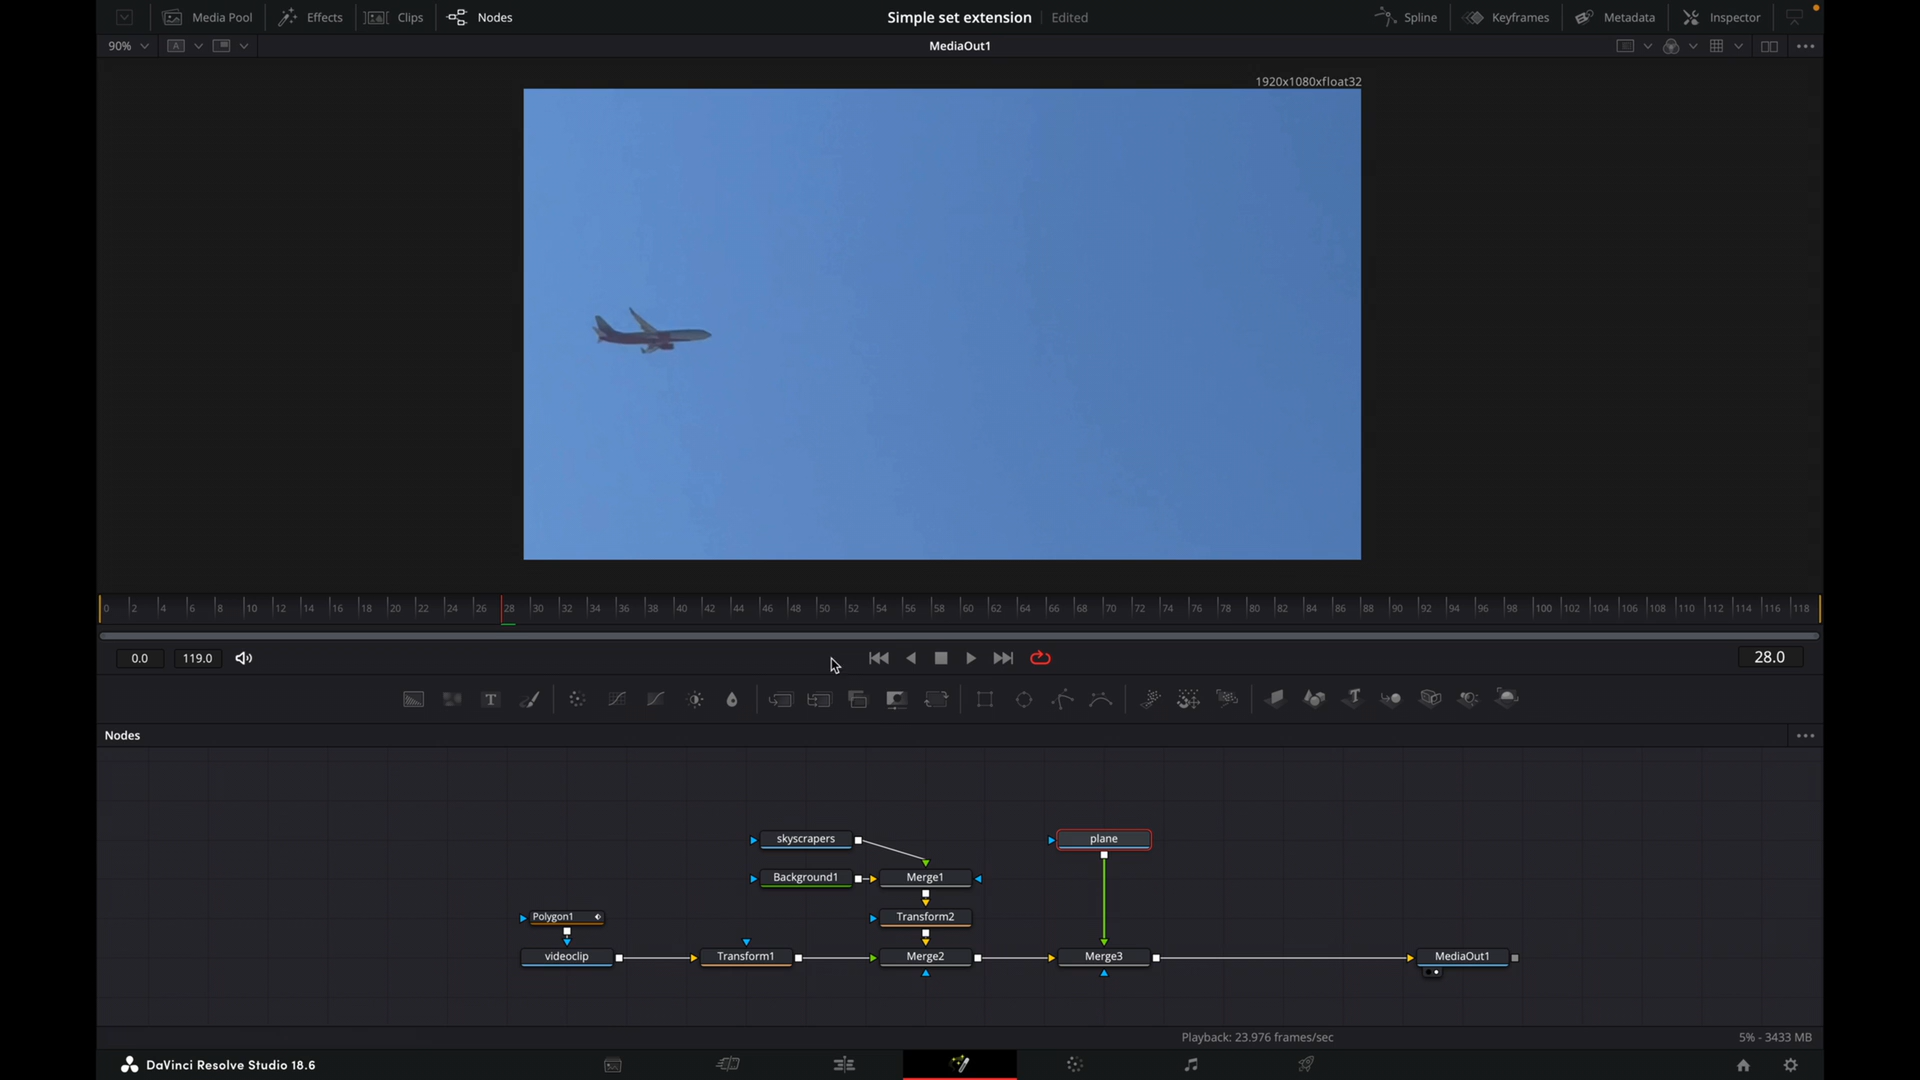 Media Pool Effects Clips Nodes Simple set extension Edited Spline Keyframes Metadata Inspector
90% A MediaOut1
1920x1080xfloat32
0 2 4 6 8 10 12 14 16 18 20 22 24 26 28 30 32 34 36 38 40 42 44 46 48 50 52 54 56 58 60 62 64 66 68 70 72 74 76 78 80 82 84 86 88 90 92 94 96 98 100 102 104 106 108 110 112 114 116 118
0.0 119.0 28.0
T T
Nodes
skyscrapers plane
Background1 Merge1
Polygon1 Transform2
videoclip Transform1 Merge2 Merge3 MediaOut1
Playback: 23.976 frames/sec 5% - 3433 MB
DaVinci Resolve Studio 18.6